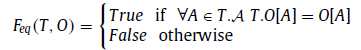 F_eq(T, O) = { True if ∀A ∈ T.𝒜 T.O[A] = O[A]
False otherwise